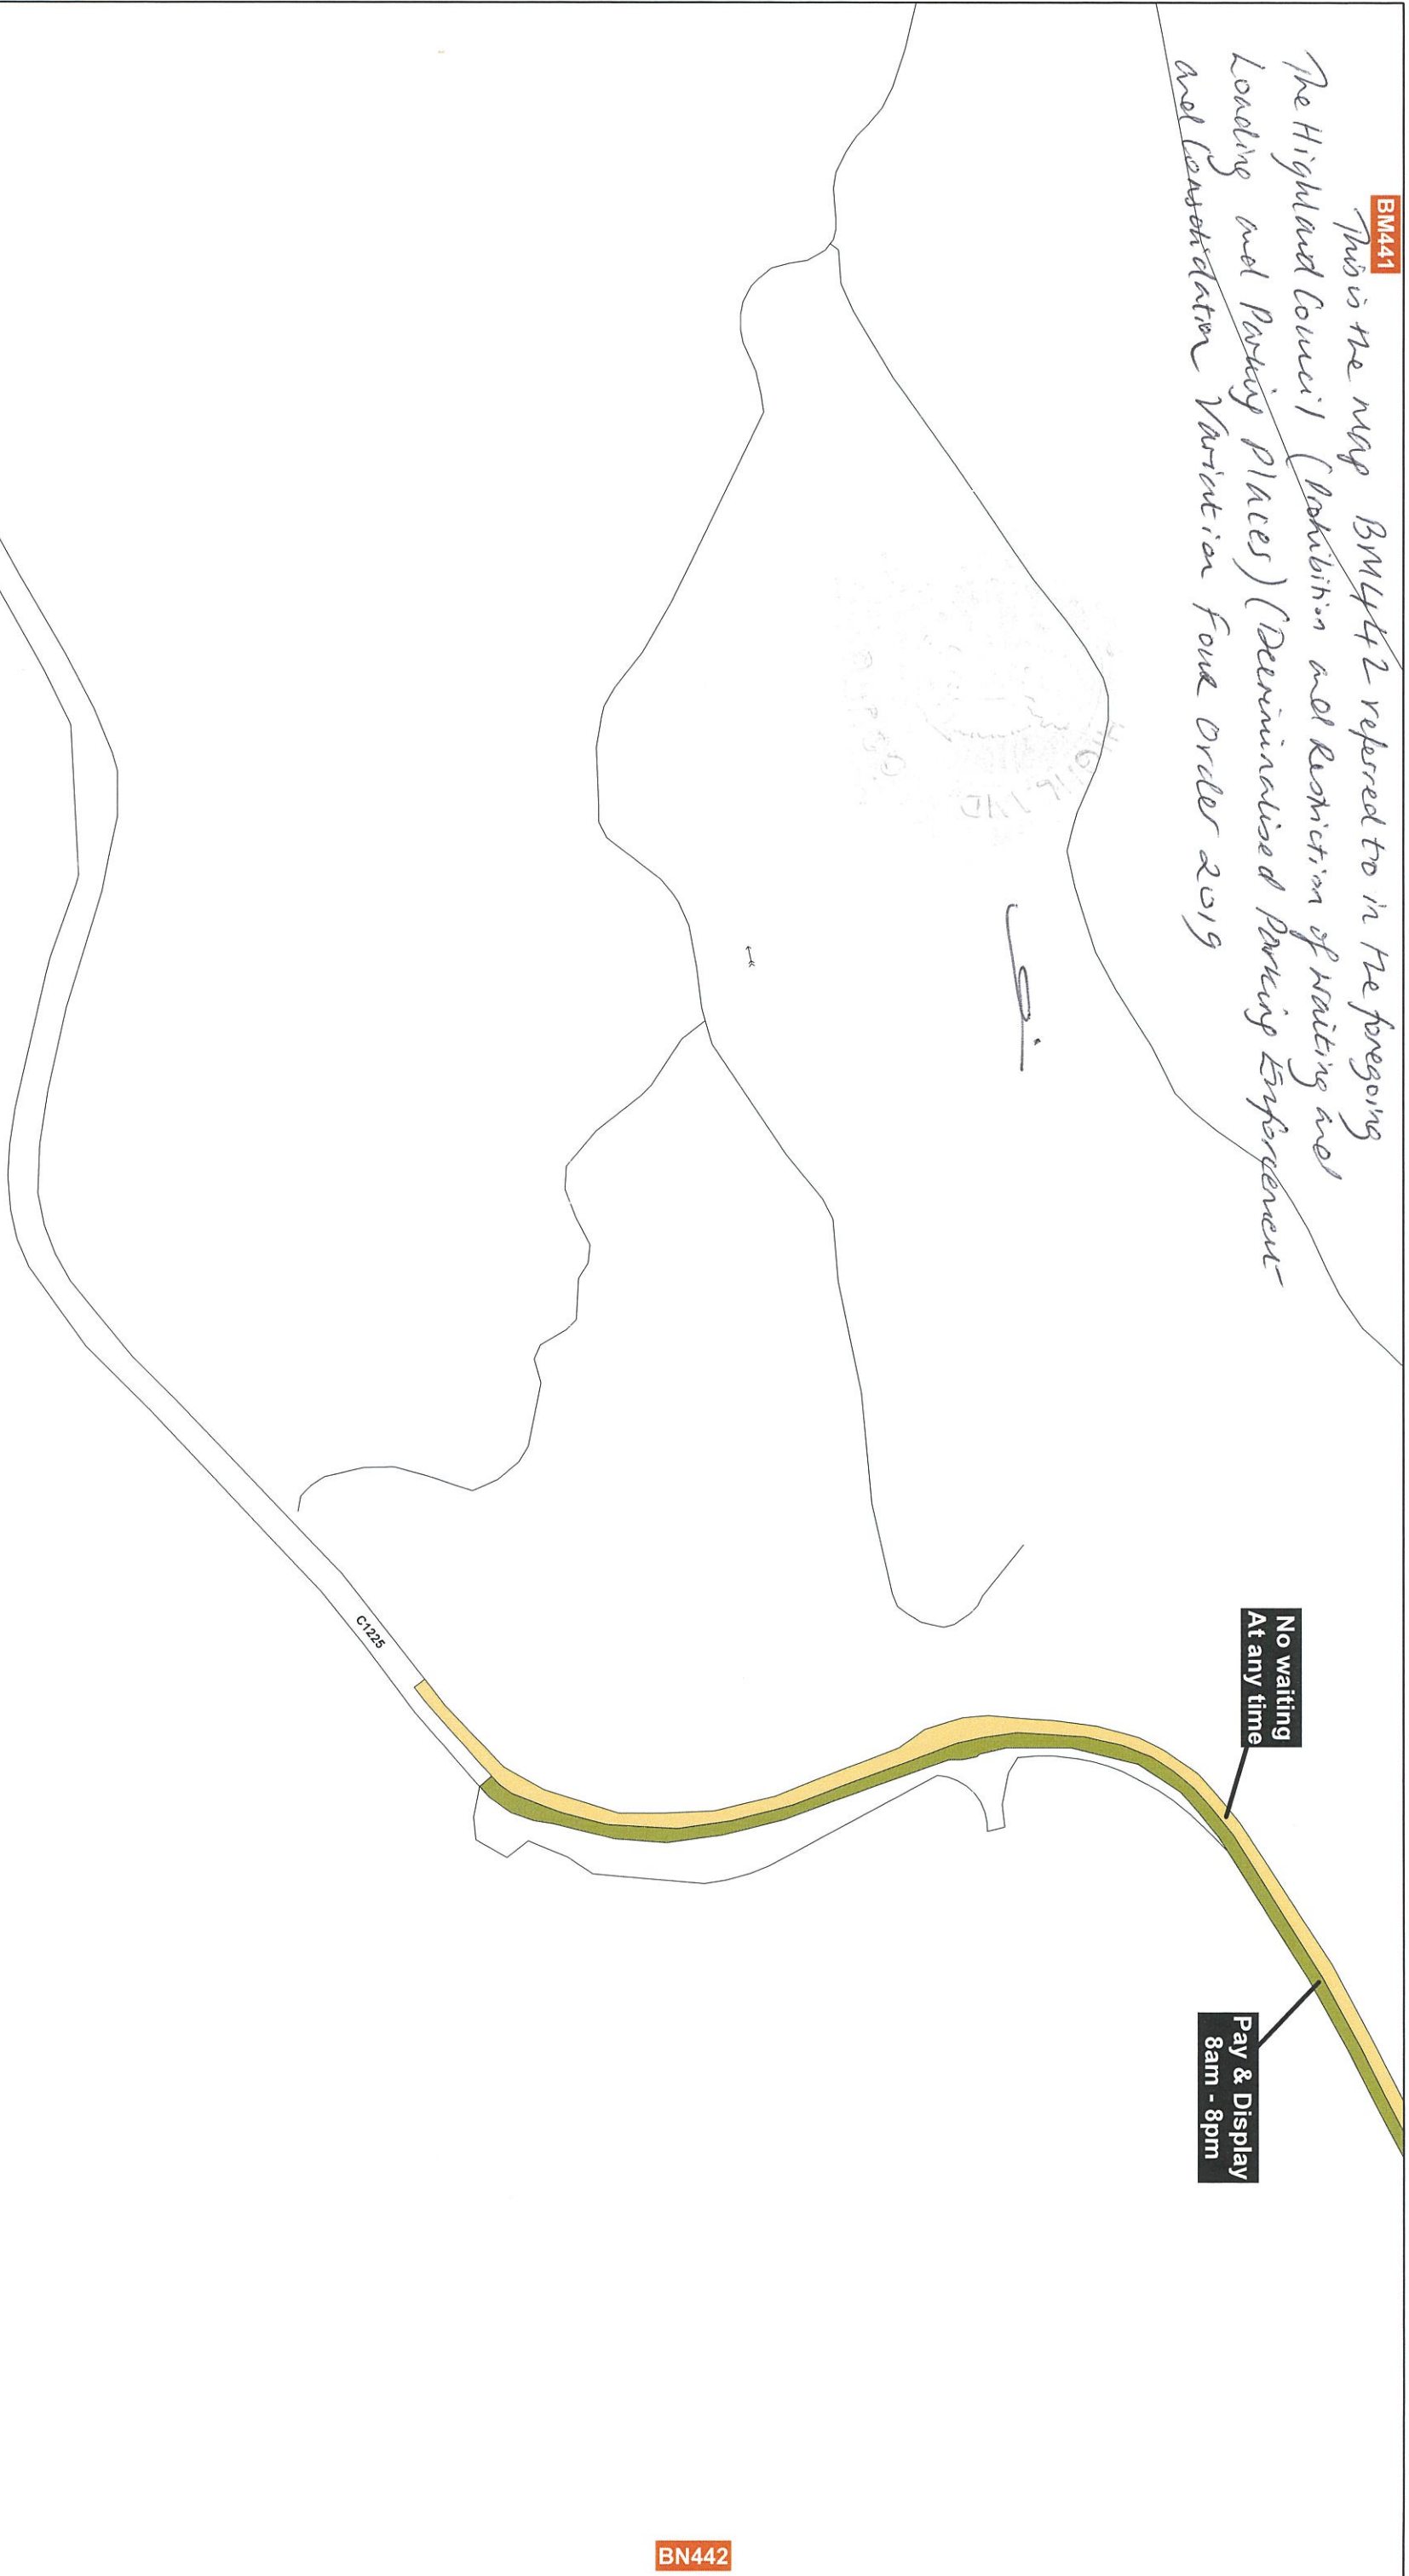 BM441
This is the map BM442 referred to in the foregoing
The Highland Council (Prohibition and Restriction of Waiting and
Loading and Parking Places) (Decriminalised Parking Enforcement
and Consolidation Variation Four Order 2019
No waiting
At any time
Pay & Display
8am - 8pm
C1225
BN442